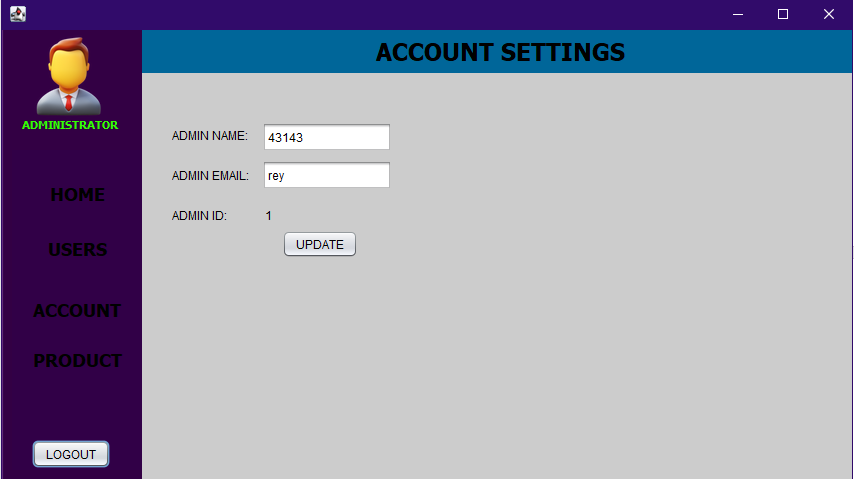 ADMINISTRATOR
HOME
USERS
ACCOUNT
PRODUCT
LOGOUT
ACCOUNT SETTINGS
ADMIN NAME: 43143
ADMIN EMAIL: rey
ADMIN ID: 1
UPDATE